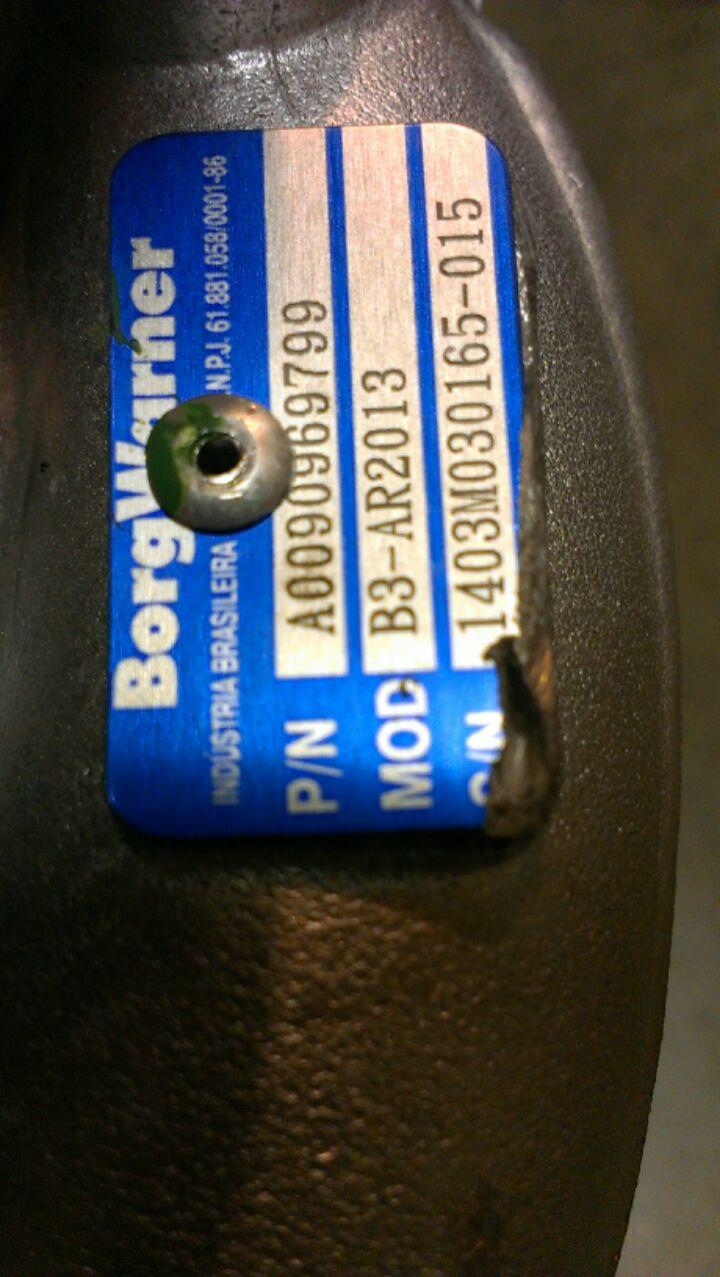 BorgWarner
INDÚSTRIA BRASILEIRA N.P.J. 61.881.058/0001-86
P/N A0090969799
MOD B3-AR2013
S/N 1403M030165-015